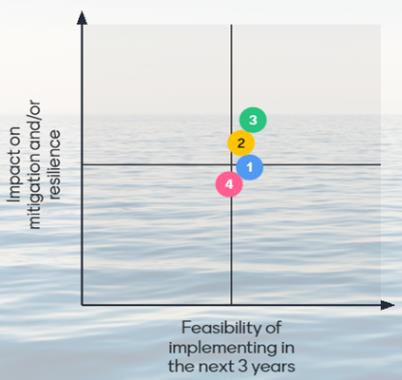 Impact on
mitigation and/or
resilience
3
2
1
4
Feasibility of
implementing in
the next 3 years